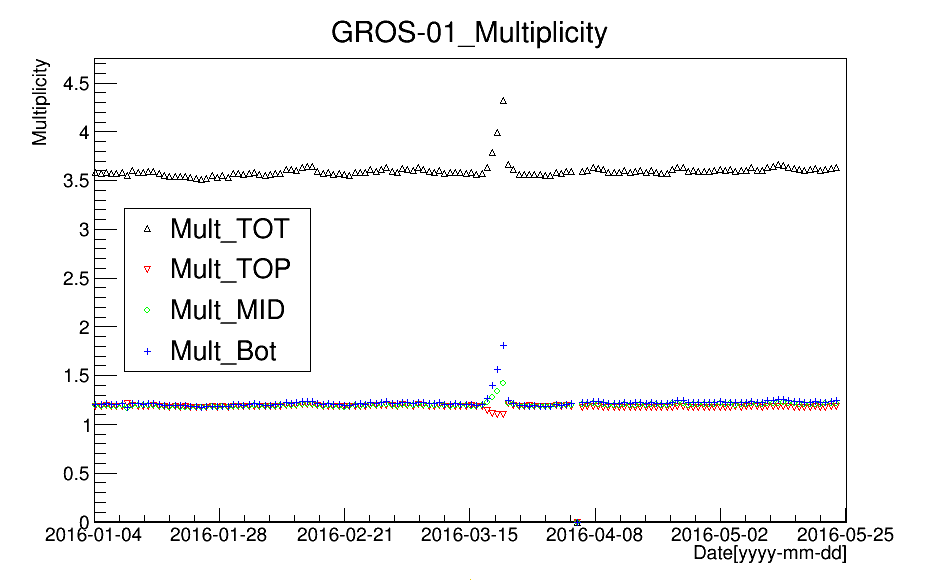 GROS-01_Multiplicity
Multiplicity
4.5
4
3.5
3
2.5
2
1.5
1
0.5
0
Mult_TOT
Mult_TOP
Mult_MID
Mult_Bot
2016-01-04 2016-01-28 2016-02-21 2016-03-15 2016-04-08 2016-05-02 2016-05-25
Date[yyyy-mm-dd]